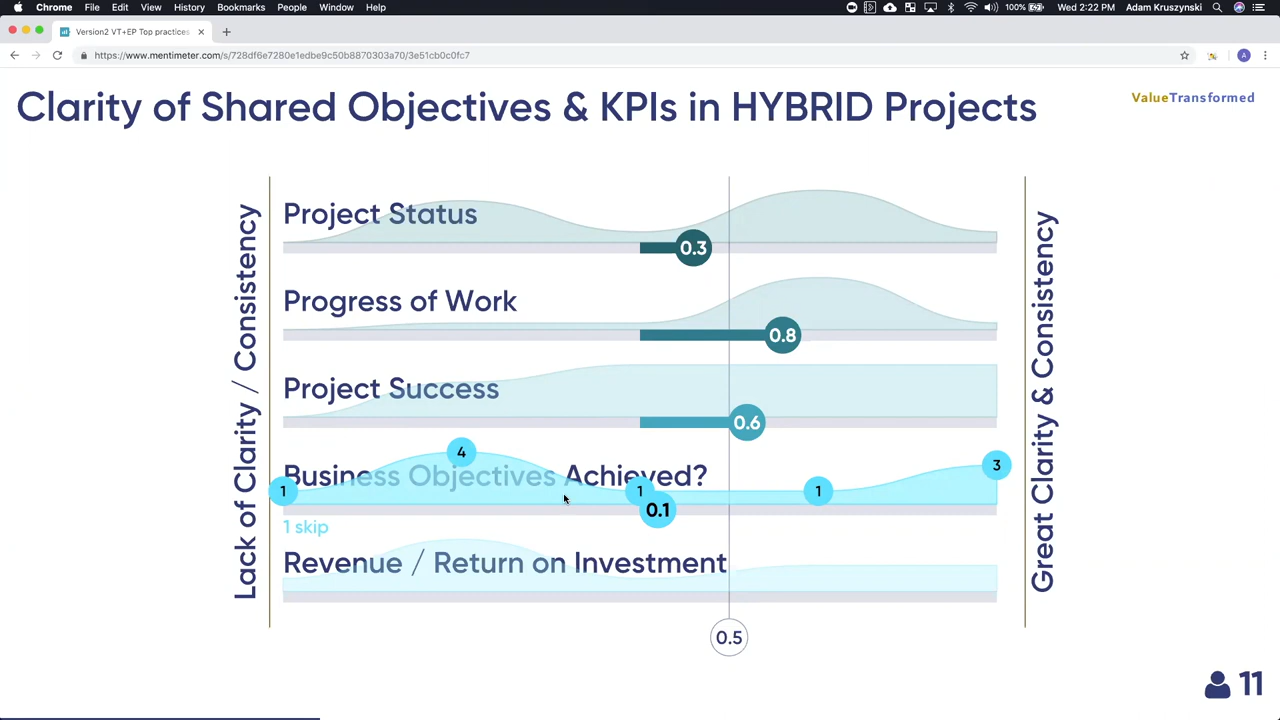 Chrome File Edit View History Bookmarks People Window Help 100% Wed 2:22 PM Adam Kruszynski
Version2 VT+EP Top practices
https://www.mentimeter.com/s/728df6e7280e1edbe9c50b8870303a70/3e51cb0c0fc7
A
Clarity of Shared Objectives & KPIs in HYBRID Projects
ValueTransformed
Lack of Clarity / Consistency
Project Status
0.3
Progress of Work
0.8
Project Success
0.6
Business Objectives Achieved?
1 4 1 1 3
0.1
1 skip
Revenue / Return on Investment
0.5
Great Clarity & Consistency
11